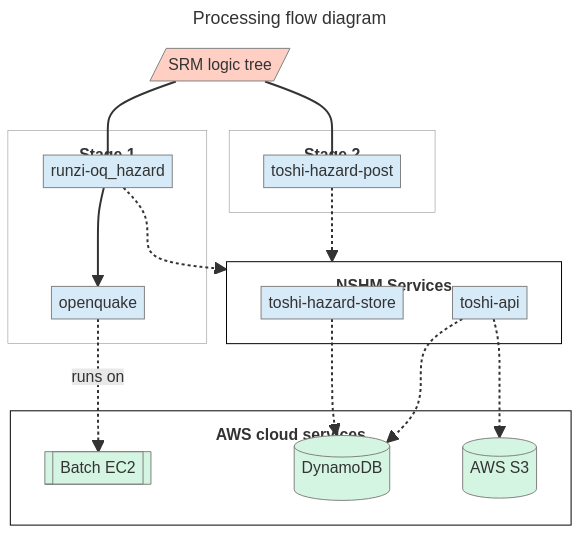 Processing flow diagram
SRM logic tree
Stage 1
Stage 2
runzi-oq_hazard
toshi-hazard-post
NSHM Services
openquake
toshi-hazard-store
toshi-api
runs on
AWS cloud services
Batch EC2
DynamoDB
AWS S3